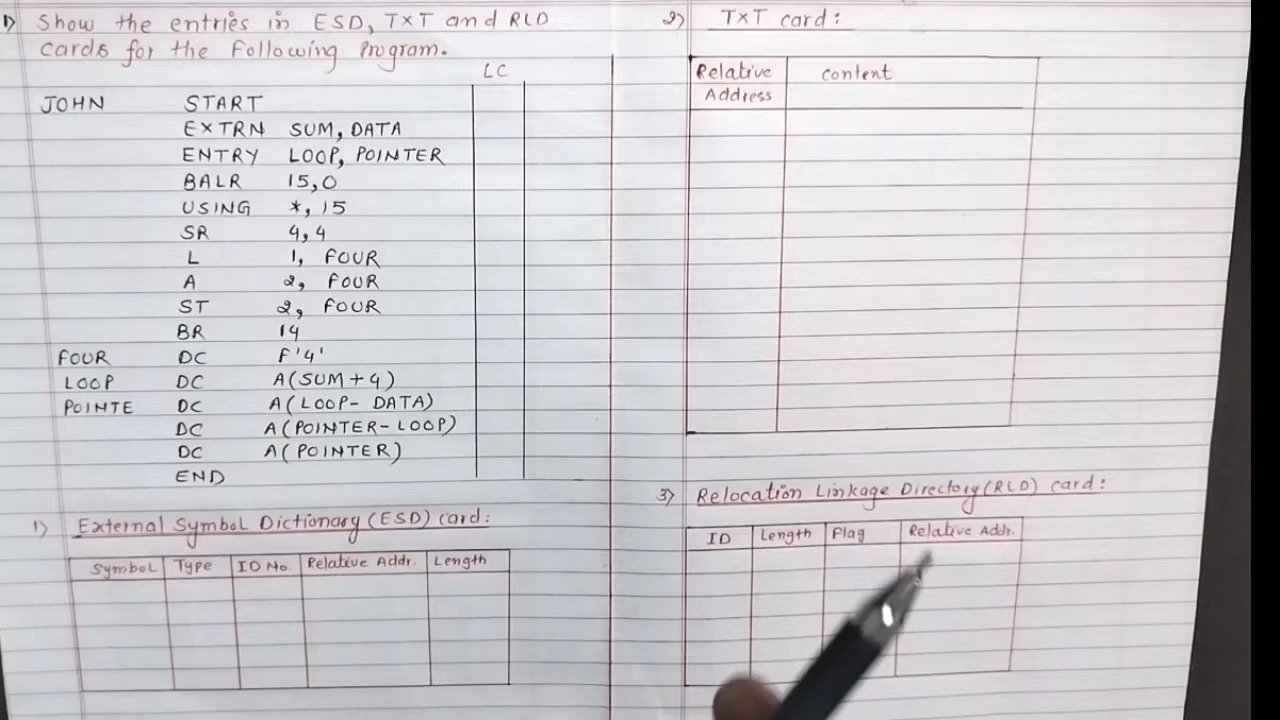 1) Show the entries in ESD, TXT and RLD
cards for the following program.
LC
JOHN START
EXTRN SUM, DATA
ENTRY LOOP, POINTER
BALR 15,0
USING *, 15
SR 4,4
L 1, FOUR
A 2, FOUR
ST 2, FOUR
BR 14
FOUR DC F'4'
LOOP DC A(SUM+4)
POINTE DC A(LOOP- DATA)
DC A(POINTER-LOOP)
DC A(POINTER)
END
1) External Symbol Dictionary (ESD) card:
Symbol Type ID No. Relative Addr. Length
2) TXT card:
Relative Address content
3) Relocation Linkage Directory(RLD) card:
ID Length Flag Relative Addr.